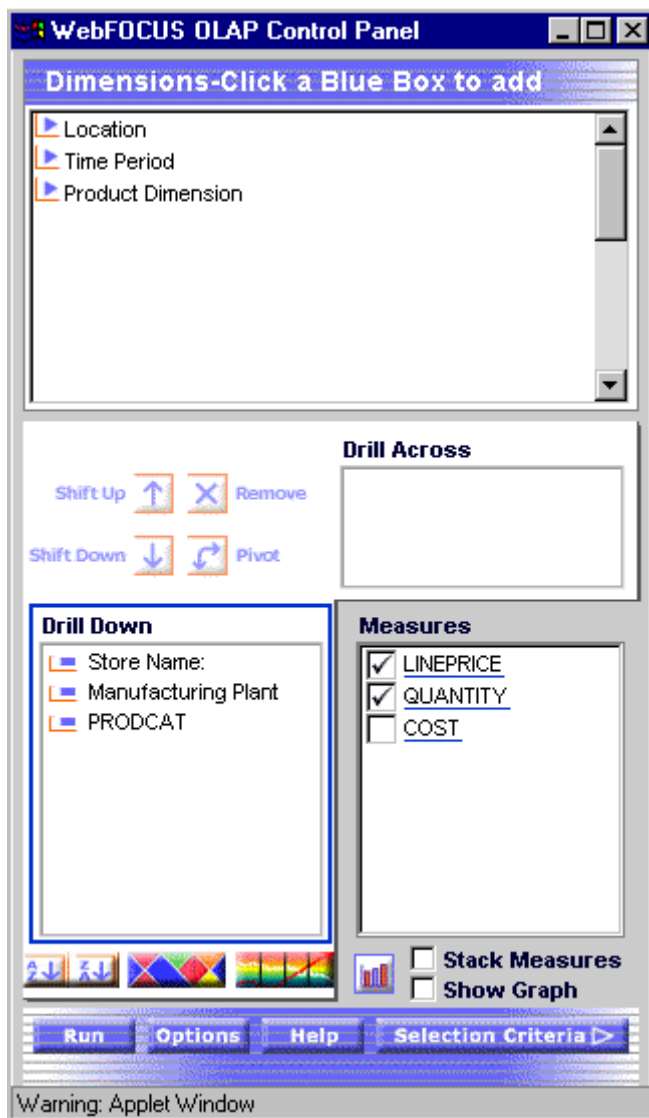 WebFOCUS OLAP Control Panel
Dimensions-Click a Blue Box to add
Location
Time Period
Product Dimension
Drill Across
Shift Up Remove
Shift Down Pivot
Drill Down
Store Name:
Manufacturing Plant
PRODCAT
Measures
LINEPRICE
QUANTITY
COST
A Z Z A
Stack Measures
Show Graph
Run Options Help Selection Criteria
Warning: Applet Window